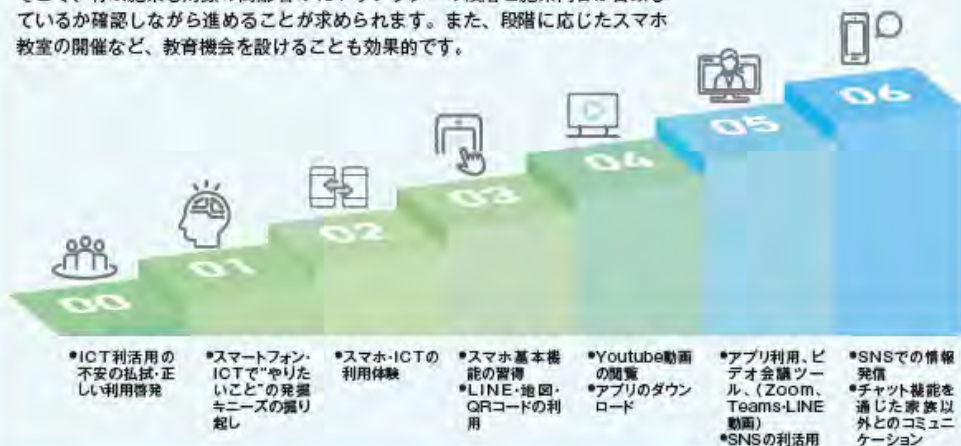 ているか確認しながら進めることが求められます。また、段階に応じたスマホ
教室の開催など、教育機会を設けることも効果的です。
00
01
02
03
04
05
06
•ICT利活用の
不安の払拭・正
しい利用啓発
•スマートフォン・
ICTで“やりた
いこと”の発掘
キニーズの掘り
起し
•スマホ・ICTの
利用体験
•スマホ基本機
能の習得
•LINE・地図・
QRコードの利
用
•Youtube動画
の閲覧
•アプリのダウン
ロード
•アプリ利用、ビ
デオ会議ツー
ル、(Zoom、
Teams・LINE
動画)
•SNSの利活用
•SNSでの情報
発信
•チャット機能を
通じた家族以
外とのコミュニ
ケーション